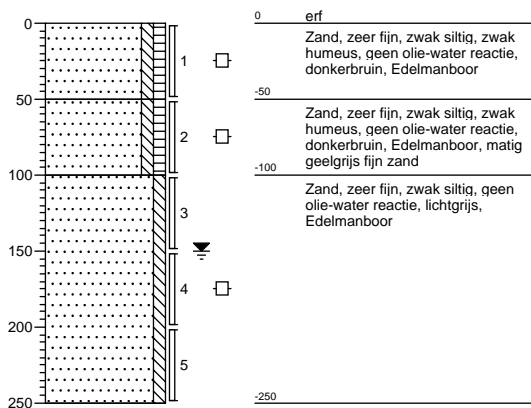 0
50
100
150
200
250
1
2
3
4
5
0 erf
Zand, zeer fijn, zwak siltig, zwak
humeus, geen olie-water reactie,
donkerbruin, Edelmanboor
-50
Zand, zeer fijn, zwak siltig, zwak
humeus, geen olie-water reactie,
donkerbruin, Edelmanboor, matig
geelgrijs fijn zand
-100
Zand, zeer fijn, zwak siltig, geen
olie-water reactie, lichtgrijs,
Edelmanboor
-250